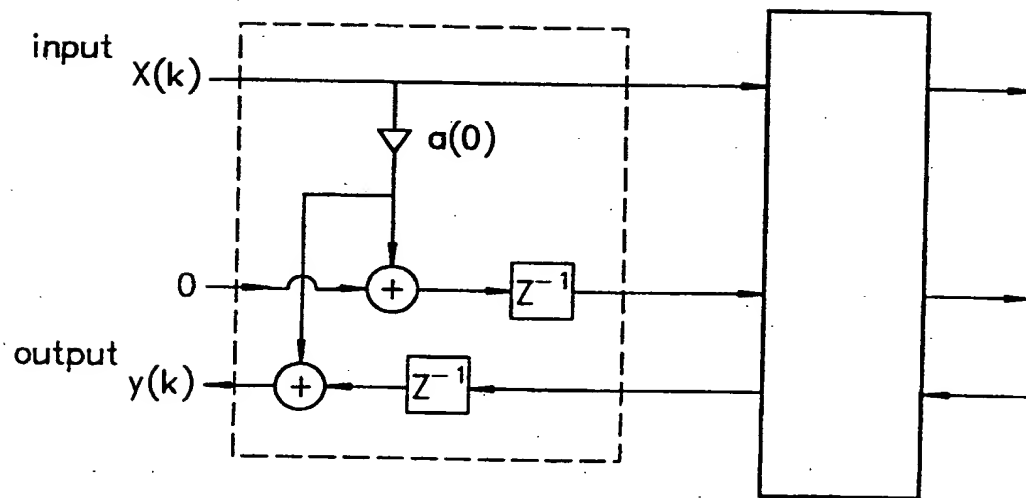 input
X(k)
a(0)
0
Z⁻¹
output
y(k)
Z⁻¹